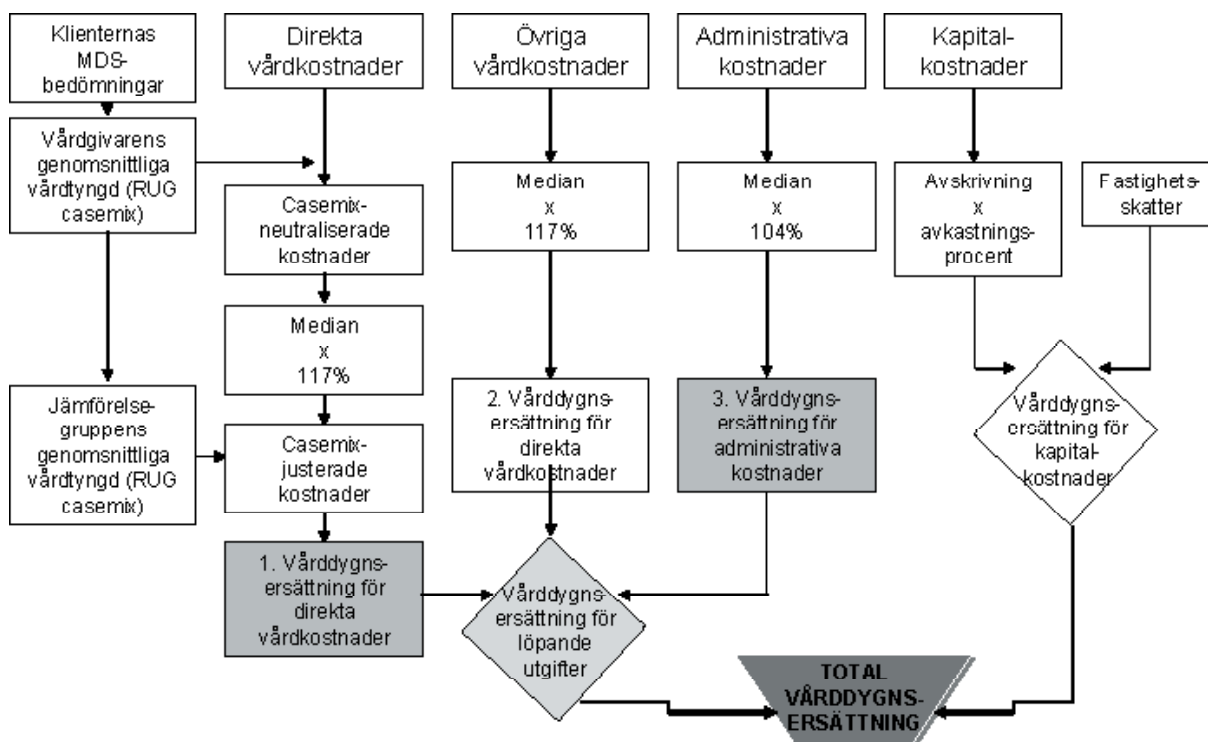 Klienternas
MDS-
bedömningar
Direkta
vårdkostnader
Övriga
vårdkostnader
Administrativa
kostnader
Kapital-
kostnader
Vårdgivarens
genomsnittliga
vårdtyngd (RUG
casemix)
Casemix-
neutraliserade
kostnader
Median
x
117%
Median
x
104%
Avskrivning
x
avkastnings-
procent
Fastighets-
skatter
Median
x
117%
Jämförelse-
gruppens
genomsnittliga
vårdtyngd (RUG
casemix)
Casemix-
justerade
kostnader
2. Vårddygns-
ersättning för
direkta
vårdkostnader
3. Vårddygns-
ersättning för
administrativa
kostnader
Vårddygns-
ersättning för
kapital-
kostnader
1. Vårddygns-
ersättning för
direkta
vårdkostnader
Vårddygns-
ersättning för
löpande
utgifter
TOTAL
VÅRDDYGNS-
ERSÄTTNING